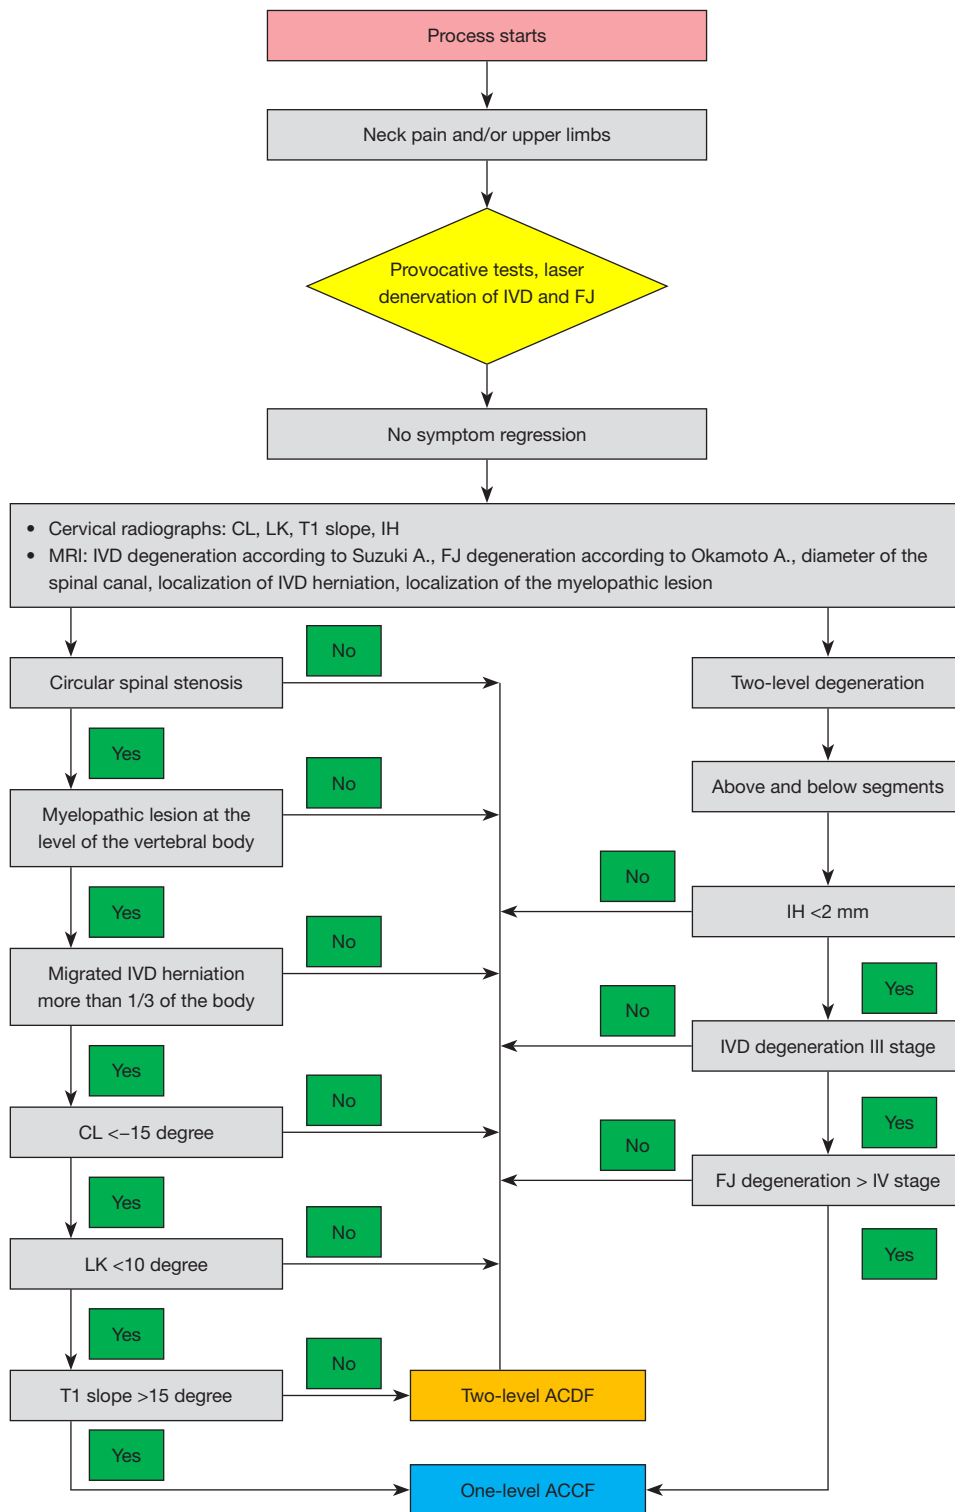 Process starts
Neck pain and/or upper limbs
Provocative tests, laser
denervation of IVD and FJ
No symptom regression
• Cervical radiographs: CL, LK, T1 slope, IH
• MRI: IVD degeneration according to Suzuki A., FJ degeneration according to Okamoto A., diameter of the
spinal canal, localization of IVD herniation, localization of the myelopathic lesion
Circular spinal stenosis
No
Yes
Myelopathic lesion at the
level of the vertebral body
No
Yes
Migrated IVD herniation
more than 1/3 of the body
No
Yes
CL <–15 degree
No
Yes
LK <10 degree
No
Yes
T1 slope >15 degree
No
Yes
Two-level degeneration
Above and below segments
IH <2 mm
No
Yes
IVD degeneration III stage
No
Yes
FJ degeneration > IV stage
No
Yes
Two-level ACDF
One-level ACCF